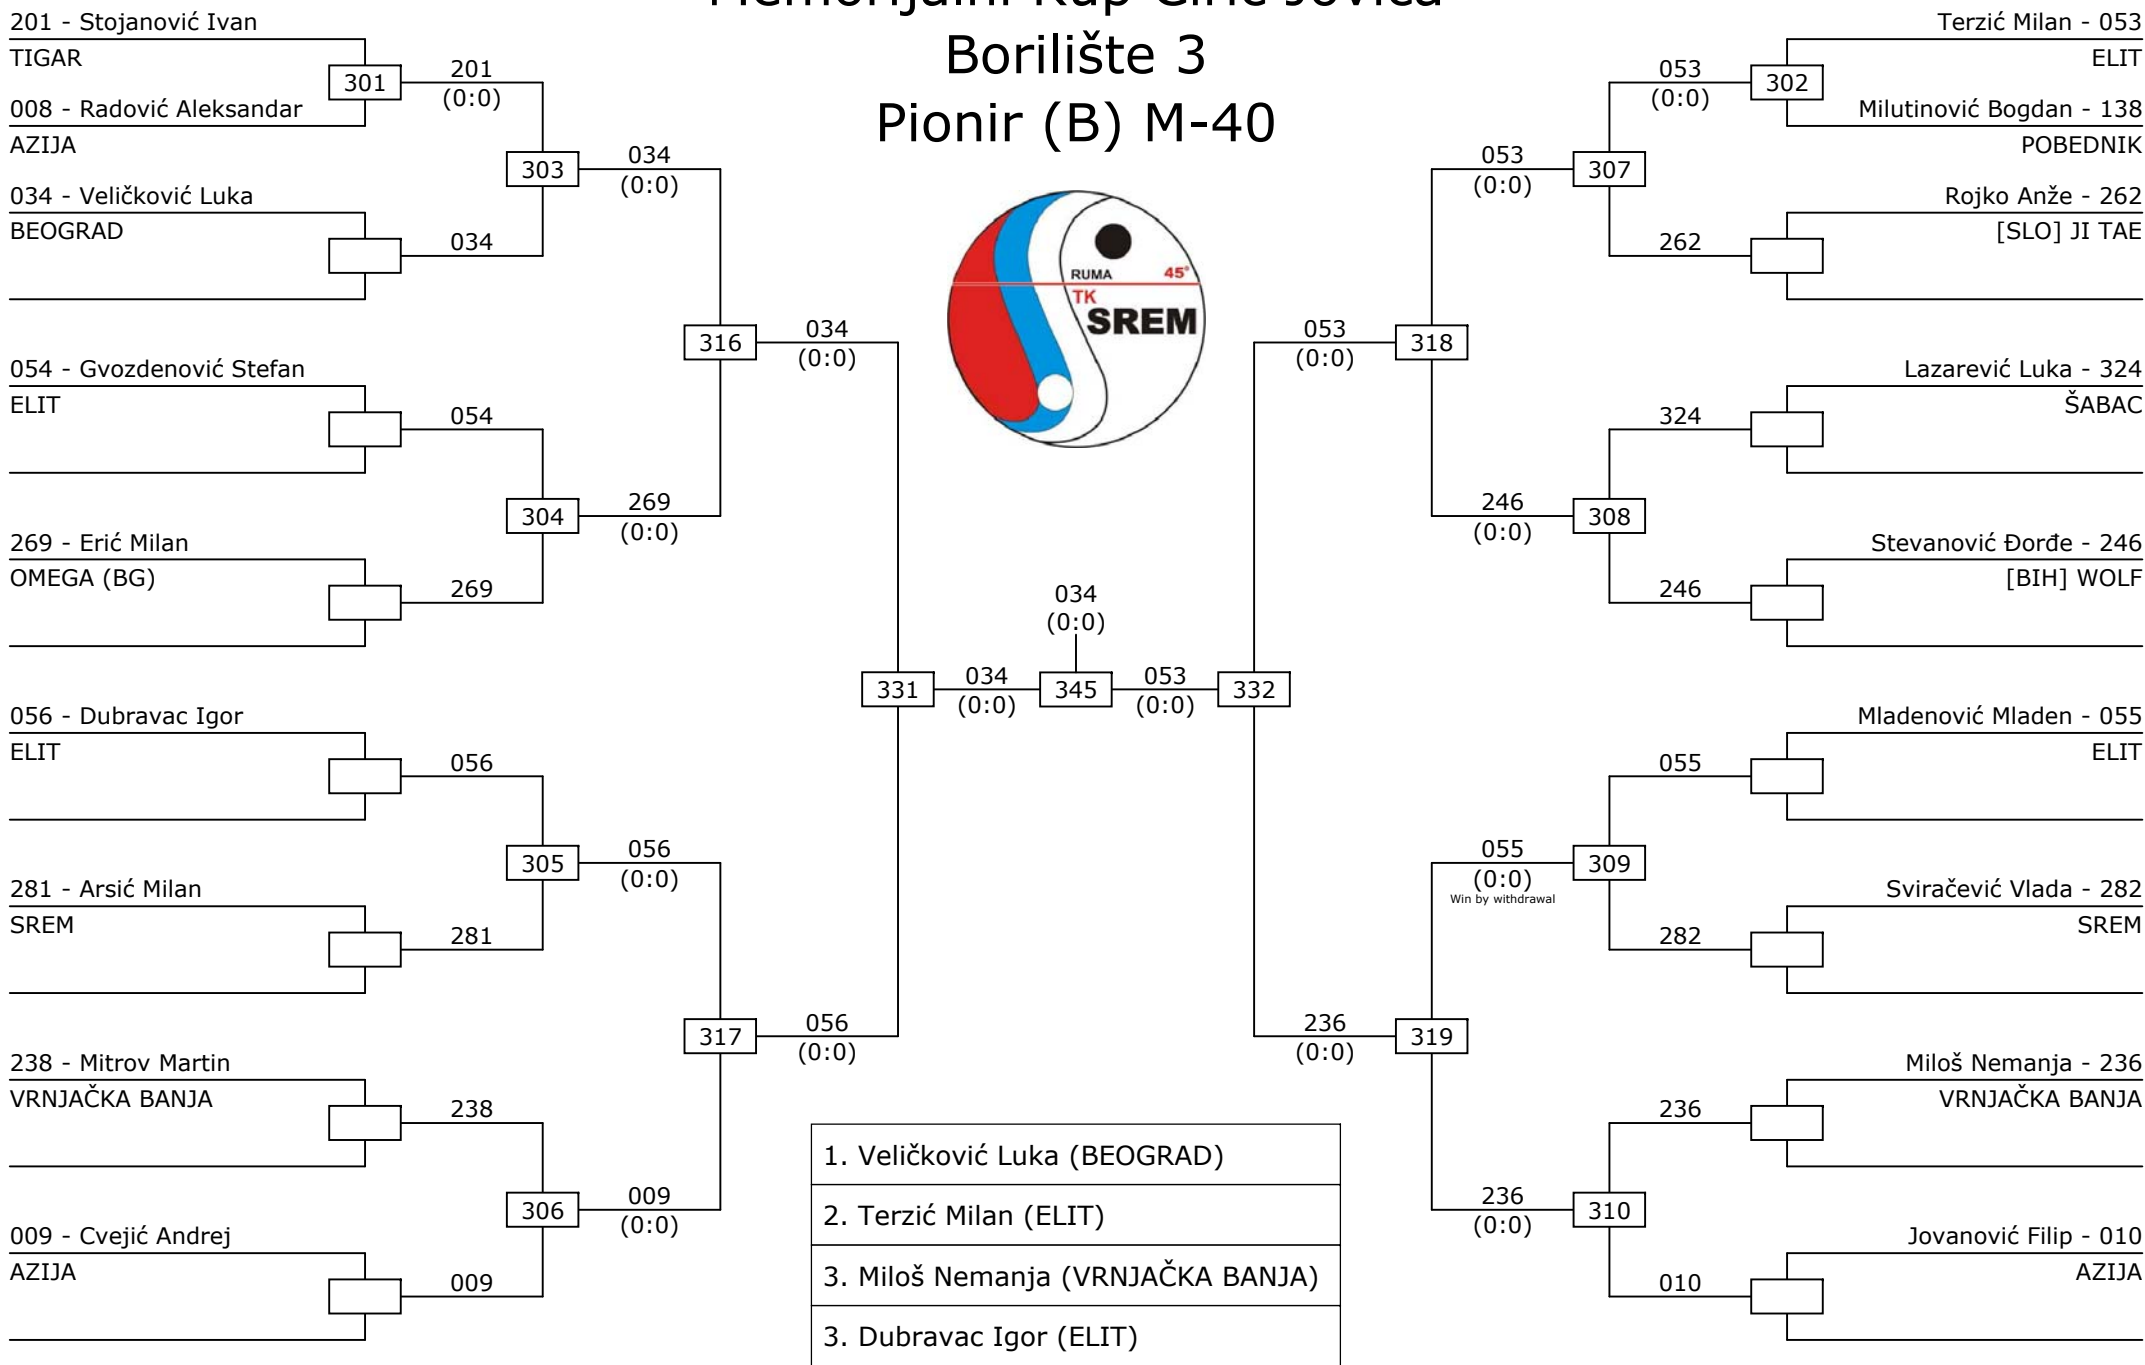 Memorijalni Kup Jovica
Borilište 3
Pionir (B) M-40
201 - Stojanović Ivan
TIGAR
008 - Radović Aleksandar
AZIJA
034 - Veličković Luka
BEOGRAD
054 - Gvozdenović Stefan
ELIT
269 - Erić Milan
OMEGA (BG)
056 - Dubravac Igor
ELIT
281 - Arsić Milan
SREM
238 - Mitrov Martin
VRNJAČKA BANJA
009 - Cvejić Andrej
AZIJA
301
201
(0:0)
034
054
269
056
281
238
009
303
034
(0:0)
304
269
(0:0)
305
056
(0:0)
306
009
(0:0)
316
034
(0:0)
317
056
(0:0)
RUMA 45°
TK
SREM
331
034
(0:0)
034
(0:0)
345
053
(0:0)
332
053
(0:0)
318
236
(0:0)
319
053
(0:0)
307
246
(0:0)
308
055
(0:0)
Win by withdrawal
309
236
(0:0)
310
053
(0:0)
302
262
324
246
055
282
236
010
Terzić Milan - 053
ELIT
Milutinović Bogdan - 138
POBEDNIK
Rojko Anže - 262
[SLO] JI TAE
Lazarević Luka - 324
ŠABAC
Stevanović Đorđe - 246
[BIH] WOLF
Mladenović Mladen - 055
ELIT
Sviračević Vlada - 282
SREM
Miloš Nemanja - 236
VRNJAČKA BANJA
Jovanović Filip - 010
AZIJA
1. Veličković Luka (BEOGRAD)
2. Terzić Milan (ELIT)
3. Miloš Nemanja (VRNJAČKA BANJA)
3. Dubravac Igor (ELIT)